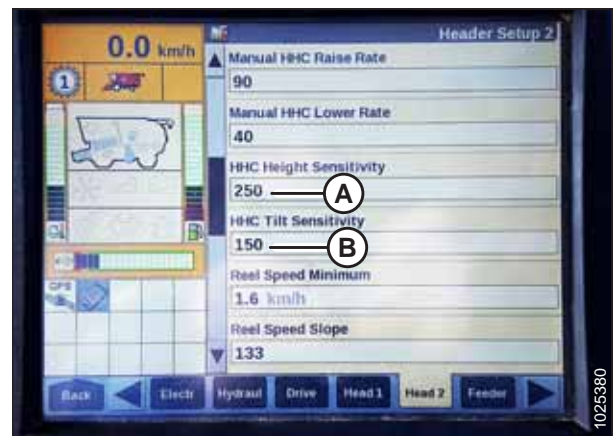 0.0 km/h
Header Setup 2
1
Manual HHC Raise Rate
90
Manual HHC Lower Rate
40
HHC Height Sensitivity
250
A
HHC Tilt Sensitivity
150
B
Reel Speed Minimum
1.6 km/h
Reel Speed Slope
133
GPS
Back
Electr
Hydraul
Drive
Head 1
Head 2
Feeder
1025380